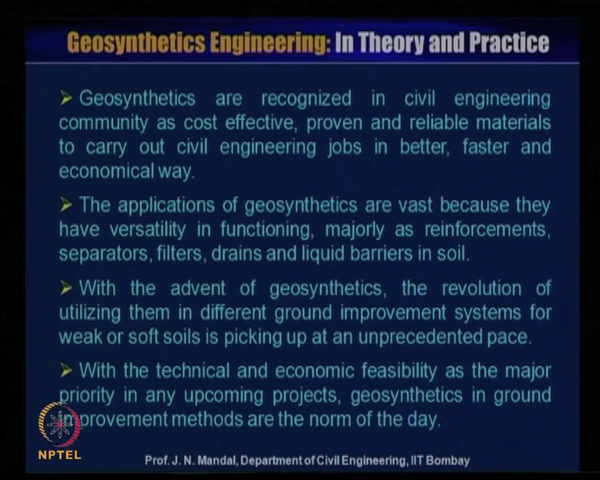 Geosynthetics Engineering: In Theory and Practice
➢ Geosynthetics are recognized in civil engineering
community as cost effective, proven and reliable materials
to carry out civil engineering jobs in better, faster and
economical way.
➢ The applications of geosynthetics are vast because they
have versatility in functioning, majorly as reinforcements,
separators, filters, drains and liquid barriers in soil.
➢ With the advent of geosynthetics, the revolution of
utilizing them in different ground improvement systems for
weak or soft soils is picking up at an unprecedented pace.
➢ With the technical and economic feasibility as the major
priority in any upcoming projects, geosynthetics in ground
improvement methods are the norm of the day.
NPTEL
Prof. J. N. Mandal, Department of Civil Engineering, IIT Bombay